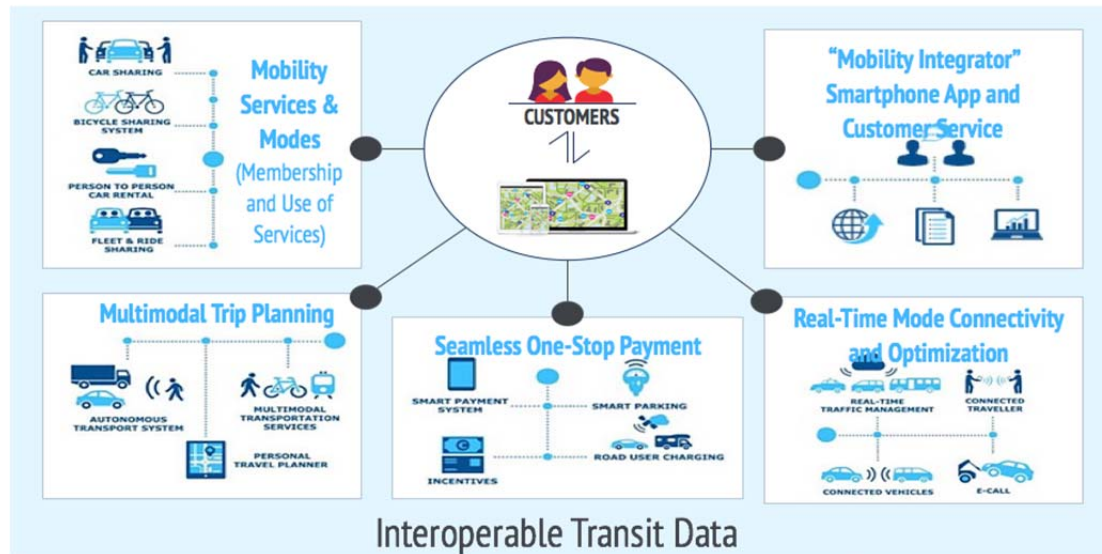 CAR SHARING
BICYCLE SHARING
SYSTEM
PERSON TO PERSON
CAR RENTAL
FLEET & RIDE
SHARING
Mobility
Services &
Modes
(Membership
and Use of
Services)
CUSTOMERS
“Mobility Integrator”
Smartphone App and
Customer Service
Multimodal Trip Planning
AUTONOMOUS
TRANSPORT SYSTEM
MULTIMODAL
TRANSPORTATION
SERVICES
PERSONAL
TRAVEL PLANNER
Seamless One-Stop Payment
SMART PAYMENT
SYSTEM
SMART PARKING
INCENTIVES
ROAD USER CHARGING
Real-Time Mode Connectivity
and Optimization
REAL-TIME
TRAFFIC MANAGEMENT
CONNECTED
TRAVELLER
CONNECTED VEHICLES
E-CALL
Interoperable Transit Data